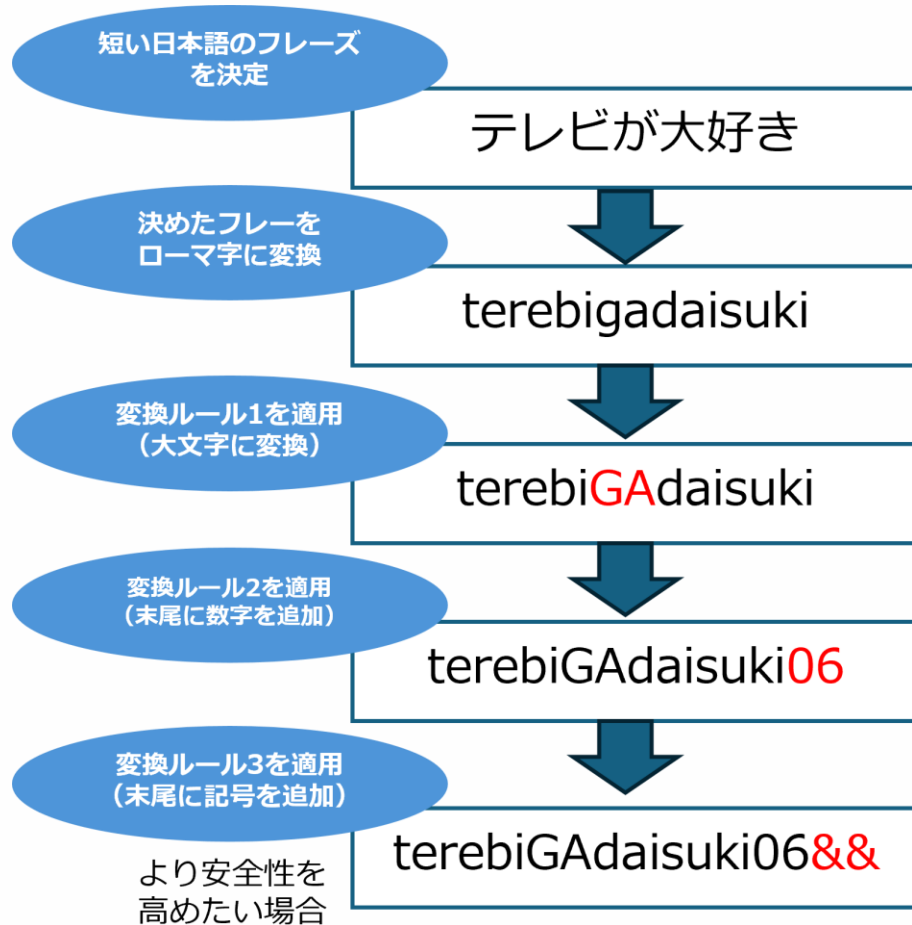 短い日本語のフレーズ
を決定
テレビが大好き
決めたフレーを
ローマ字に変換
terebigadaisuki
変換ルール1を適用
（大文字に変換）
terebiGAdaisuki
変換ルール2を適用
（末尾に数字を追加）
terebiGAdaisuki06
変換ルール3を適用
（末尾に記号を追加）
terebiGAdaisuki06&&
より安全性を
高めたい場合